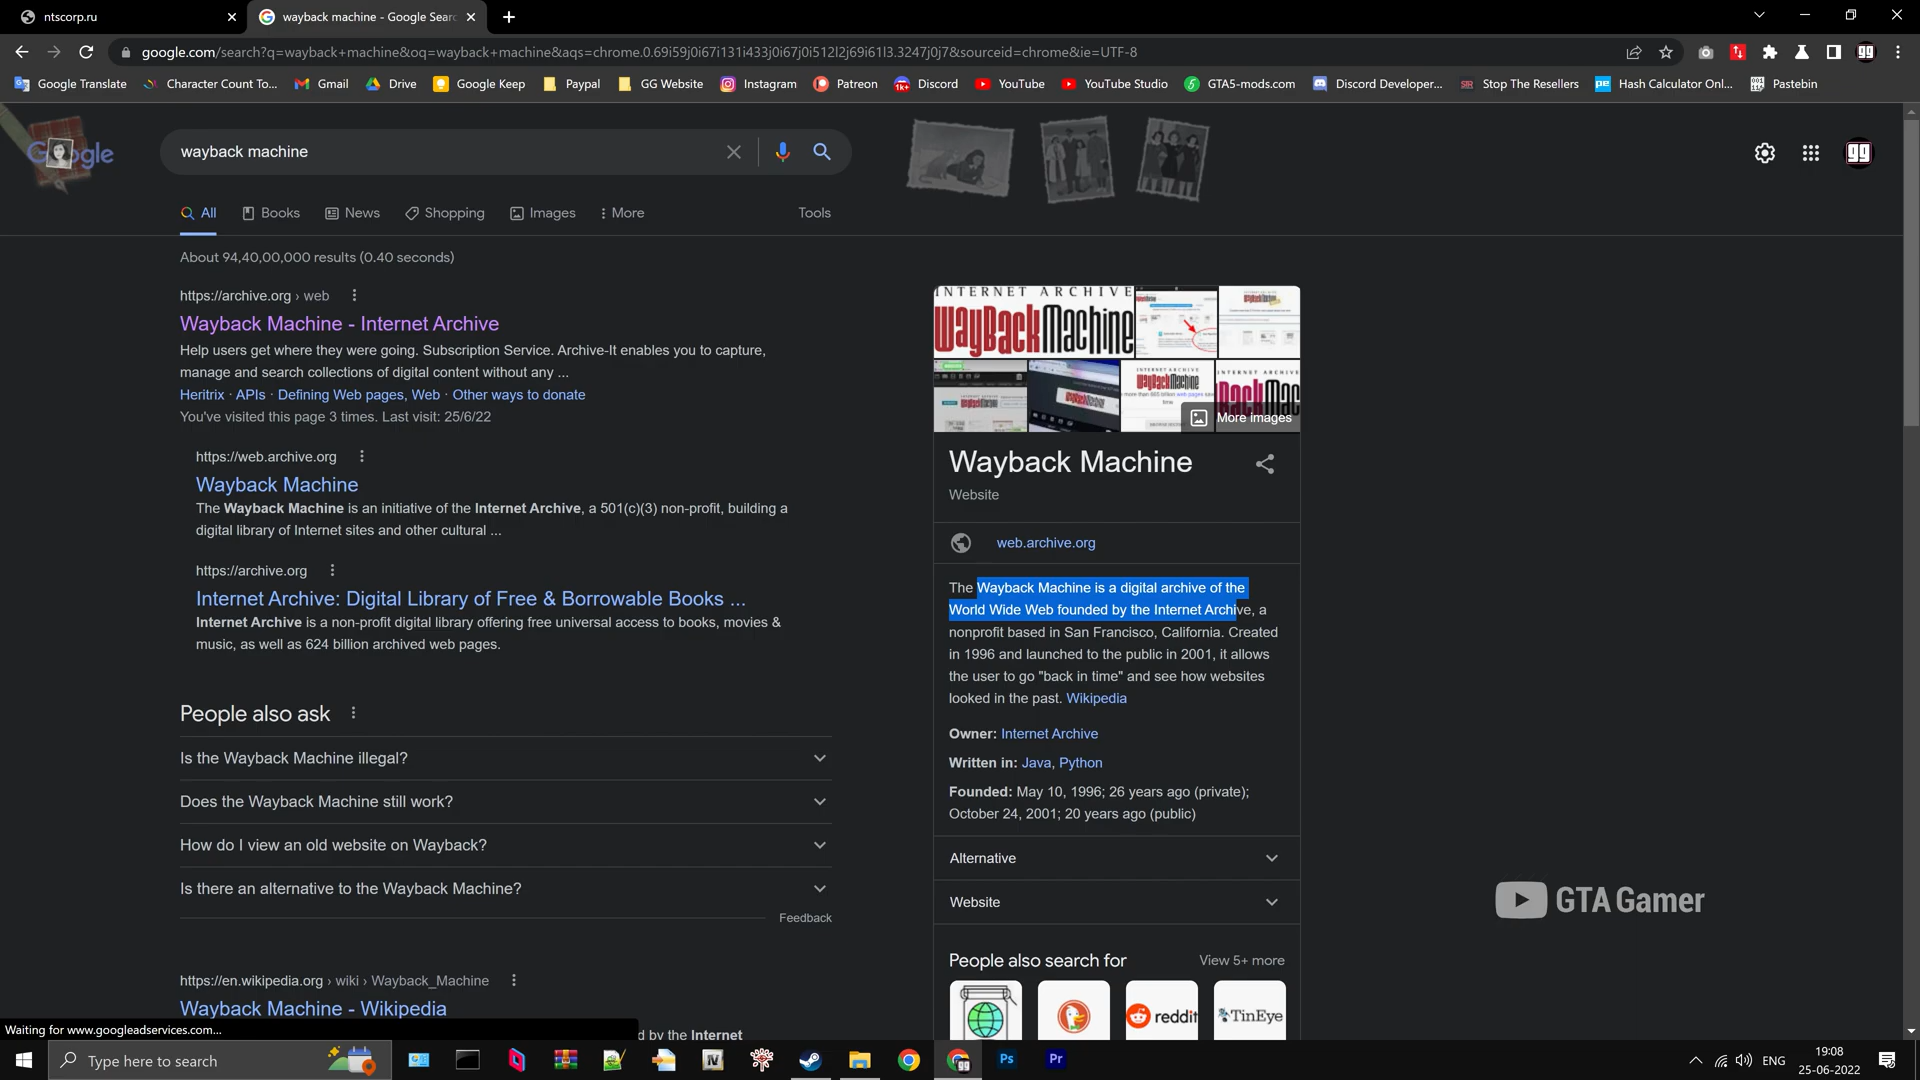 ntscorp.ru
wayback machine - Google Searc
google.com/search?q=wayback+machine&oq=wayback+machine&aqs=chrome.0.69i59j0i67i131i433j0i67j0i512l2j69i61l3.3247j0j7&sourceid=chrome&ie=UTF-8
Google Translate
Character Count To...
Gmail
Drive
Google Keep
Paypal
GG Website
Instagram
Patreon
Discord
YouTube
YouTube Studio
GTA5-mods.com
Discord Developer...
Stop The Resellers
Hash Calculator Onl...
Pastebin
wayback machine
All
Books
News
Shopping
Images
More
Tools
About 94,40,00,000 results (0.40 seconds)
https://archive.org › web
Wayback Machine - Internet Archive
Help users get where they were going. Subscription Service. Archive-It enables you to capture,
manage and search collections of digital content without any ...
Heritrix · APIs · Defining Web pages, Web · Other ways to donate
You've visited this page 3 times. Last visit: 25/6/22
https://web.archive.org
Wayback Machine
The Wayback Machine is an initiative of the Internet Archive, a 501(c)(3) non-profit, building a
digital library of Internet sites and other cultural ...
https://archive.org
Internet Archive: Digital Library of Free & Borrowable Books ...
Internet Archive is a non-profit digital library offering free universal access to books, movies &
music, as well as 624 billion archived web pages.
People also ask
Is the Wayback Machine illegal?
Does the Wayback Machine still work?
How do I view an old website on Wayback?
Is there an alternative to the Wayback Machine?
Feedback
https://en.wikipedia.org › wiki › Wayback_Machine
Wayback Machine - Wikipedia
d by the Internet
Waiting for www.googleadservices.com...
INTERNET ARCHIVE
WayBackMachine
More images
Wayback Machine
Website
web.archive.org
The Wayback Machine is a digital archive of the
World Wide Web founded by the Internet Archive, a
nonprofit based in San Francisco, California. Created
in 1996 and launched to the public in 2001, it allows
the user to go "back in time" and see how websites
looked in the past. Wikipedia
Owner: Internet Archive
Written in: Java, Python
Founded: May 10, 1996; 26 years ago (private);
October 24, 2001; 20 years ago (public)
Alternative
Website
People also search for
View 5+ more
reddit
TinEye
GTA Gamer
Type here to search
IV
Ps
Pr
ENG
19:08
25-06-2022